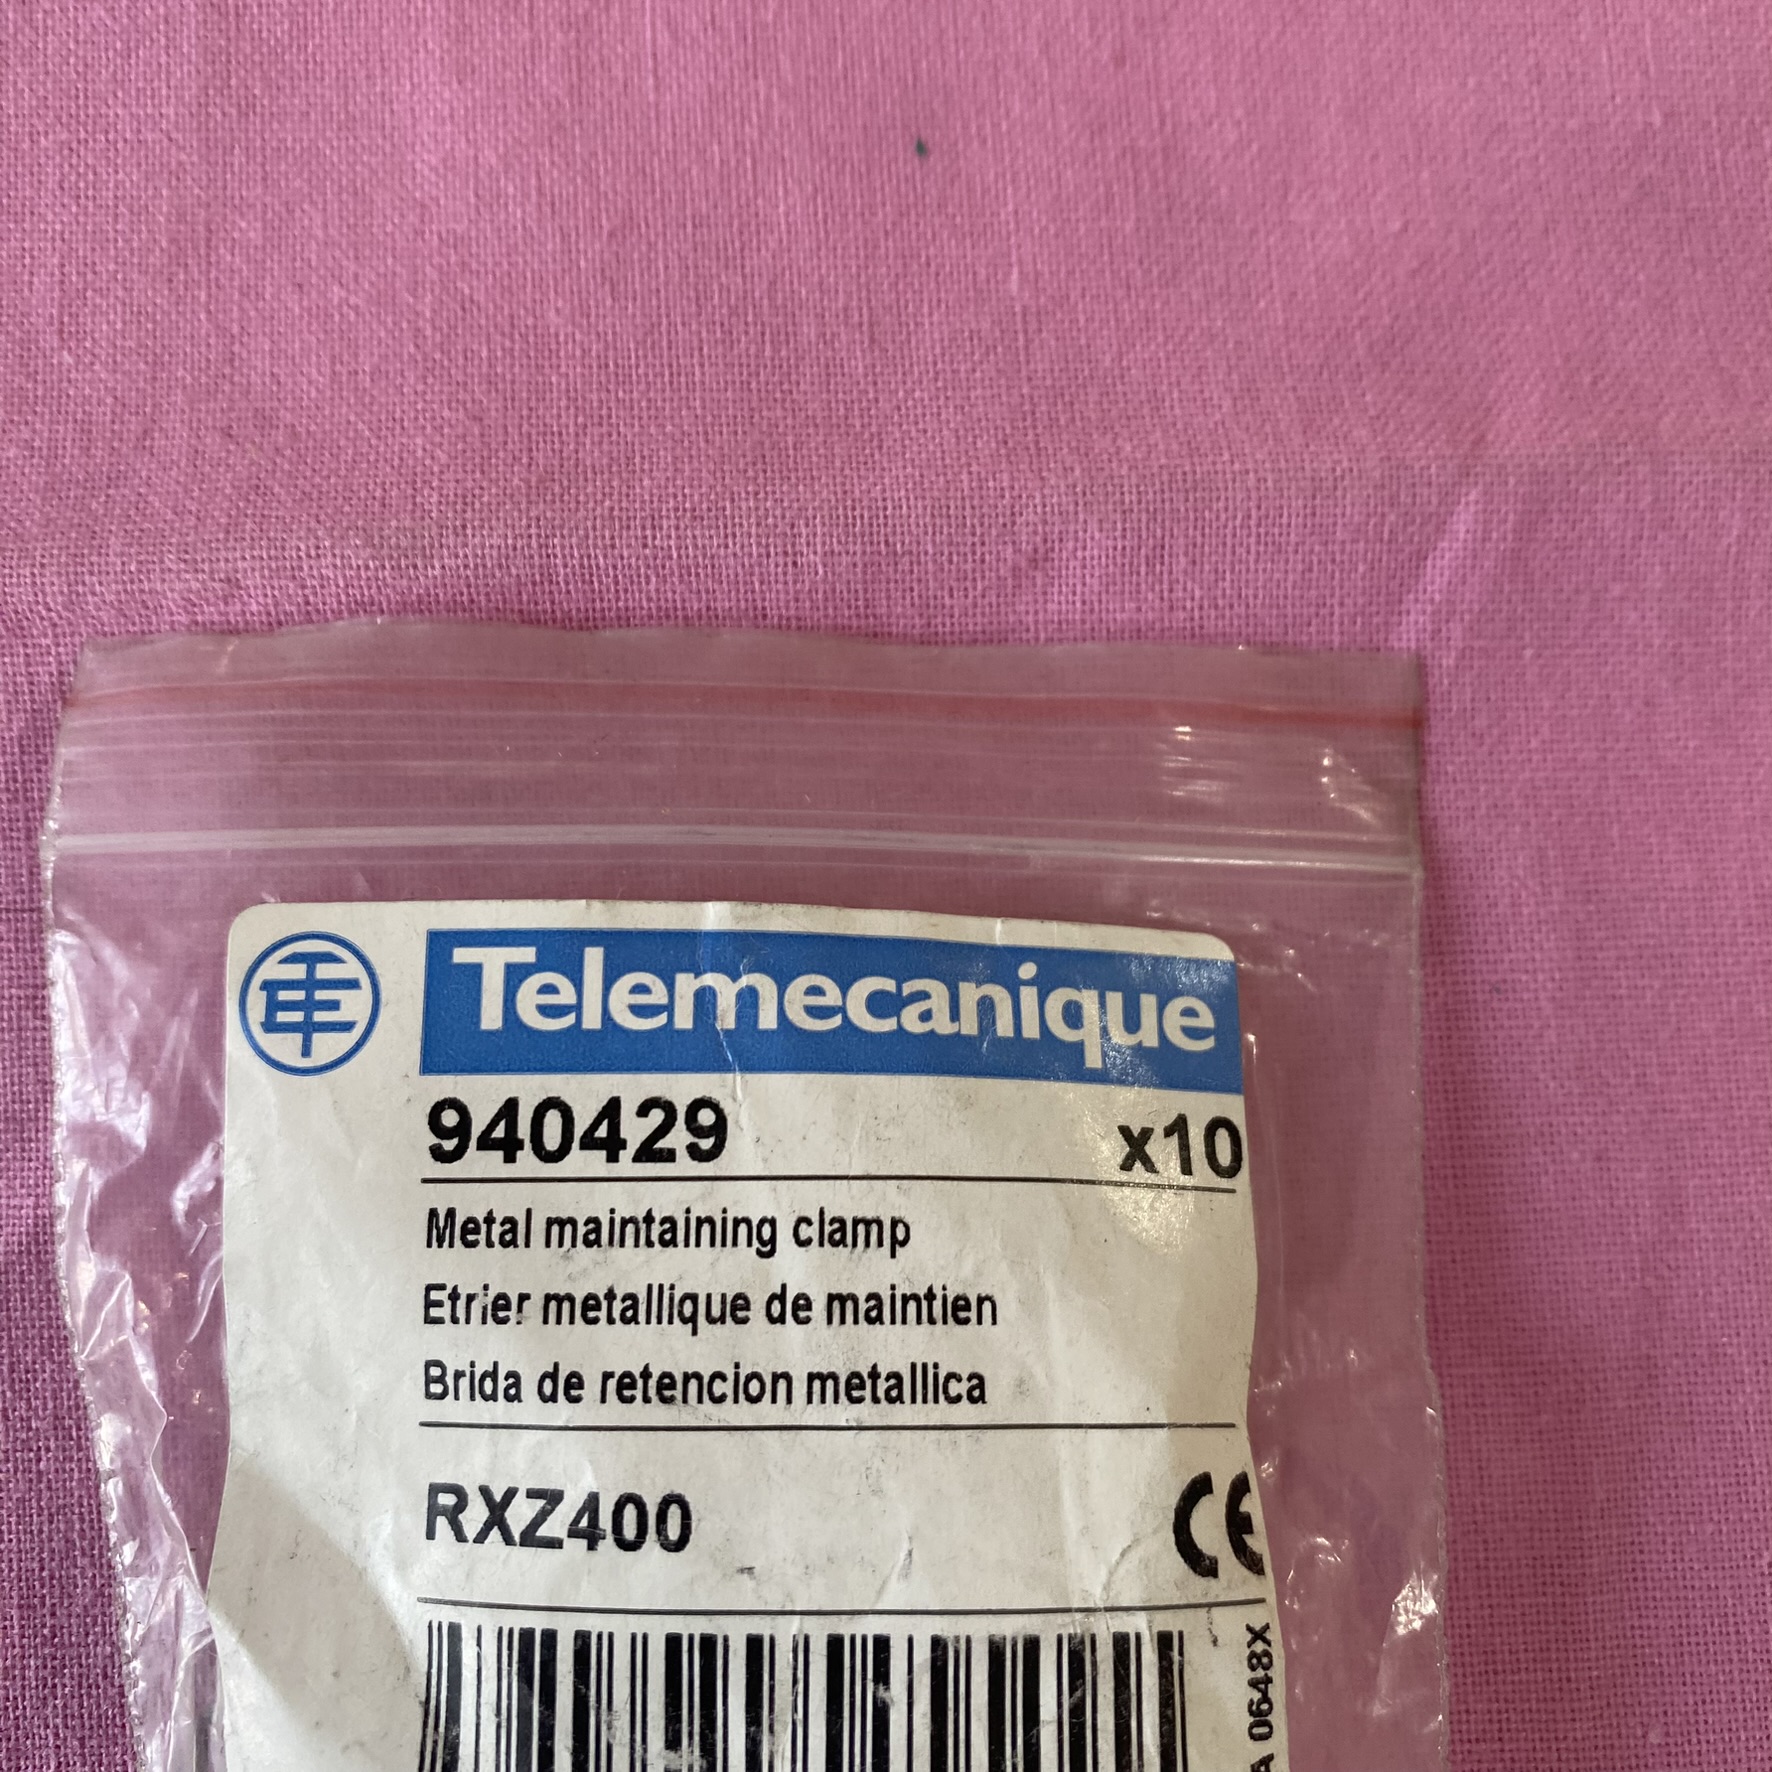 Telemecanique
940429 x10
Metal maintaining clamp
Etrier metallique de maintien
Brida de retencion metallica
RXZ400 CE
A 0648X